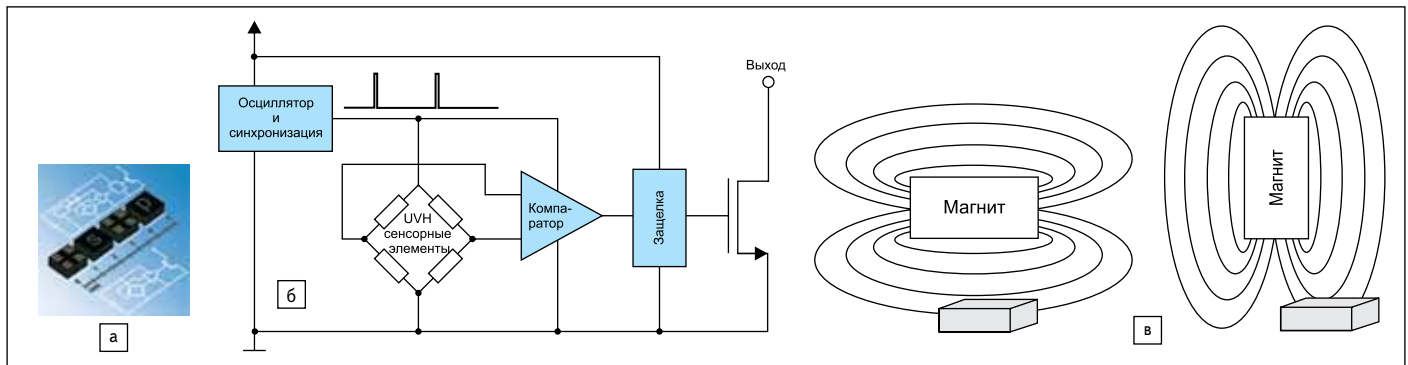 а
Осциллятор
и
синхронизация
UVH
сенсорные
элементы
б
Компа-
ратор
Защелка
Выход
Магнит
в
Магнит